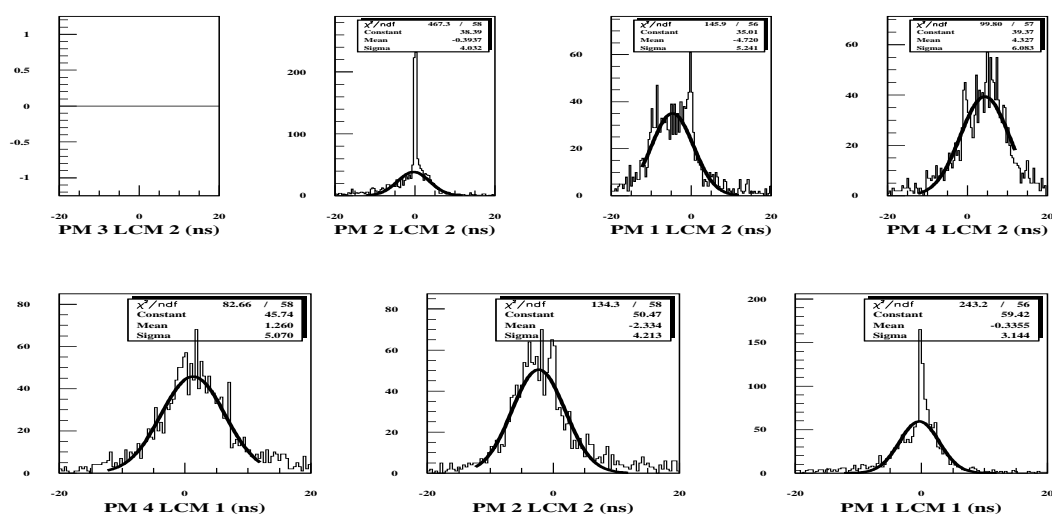 1
0.5
0
-0.5
-1
-20 0 20
PM 3 LCM 2 (ns)
χ²/ndf 467.3 / 58
Constant 38.39
Mean -0.3937
Sigma 4.032
200
100
0
-20 0 20
PM 2 LCM 2 (ns)
χ²/ndf 145.9 / 56
Constant 35.01
Mean -4.720
Sigma 5.241
60
40
20
0
-20 0 20
PM 1 LCM 2 (ns)
χ²/ndf 99.80 / 57
Constant 39.37
Mean 4.327
Sigma 6.083
60
40
20
0
-20 0 20
PM 4 LCM 2 (ns)
χ²/ndf 82.66 / 58
Constant 45.74
Mean 1.260
Sigma 5.070
80
60
40
20
0
-20 0 20
PM 4 LCM 1 (ns)
χ²/ndf 134.3 / 58
Constant 50.47
Mean -2.334
Sigma 4.213
80
60
40
20
0
-20 0 20
PM 2 LCM 2 (ns)
χ²/ndf 243.2 / 56
Constant 59.42
Mean -0.3355
Sigma 3.144
200
150
100
50
0
-20 0 20
PM 1 LCM 1 (ns)